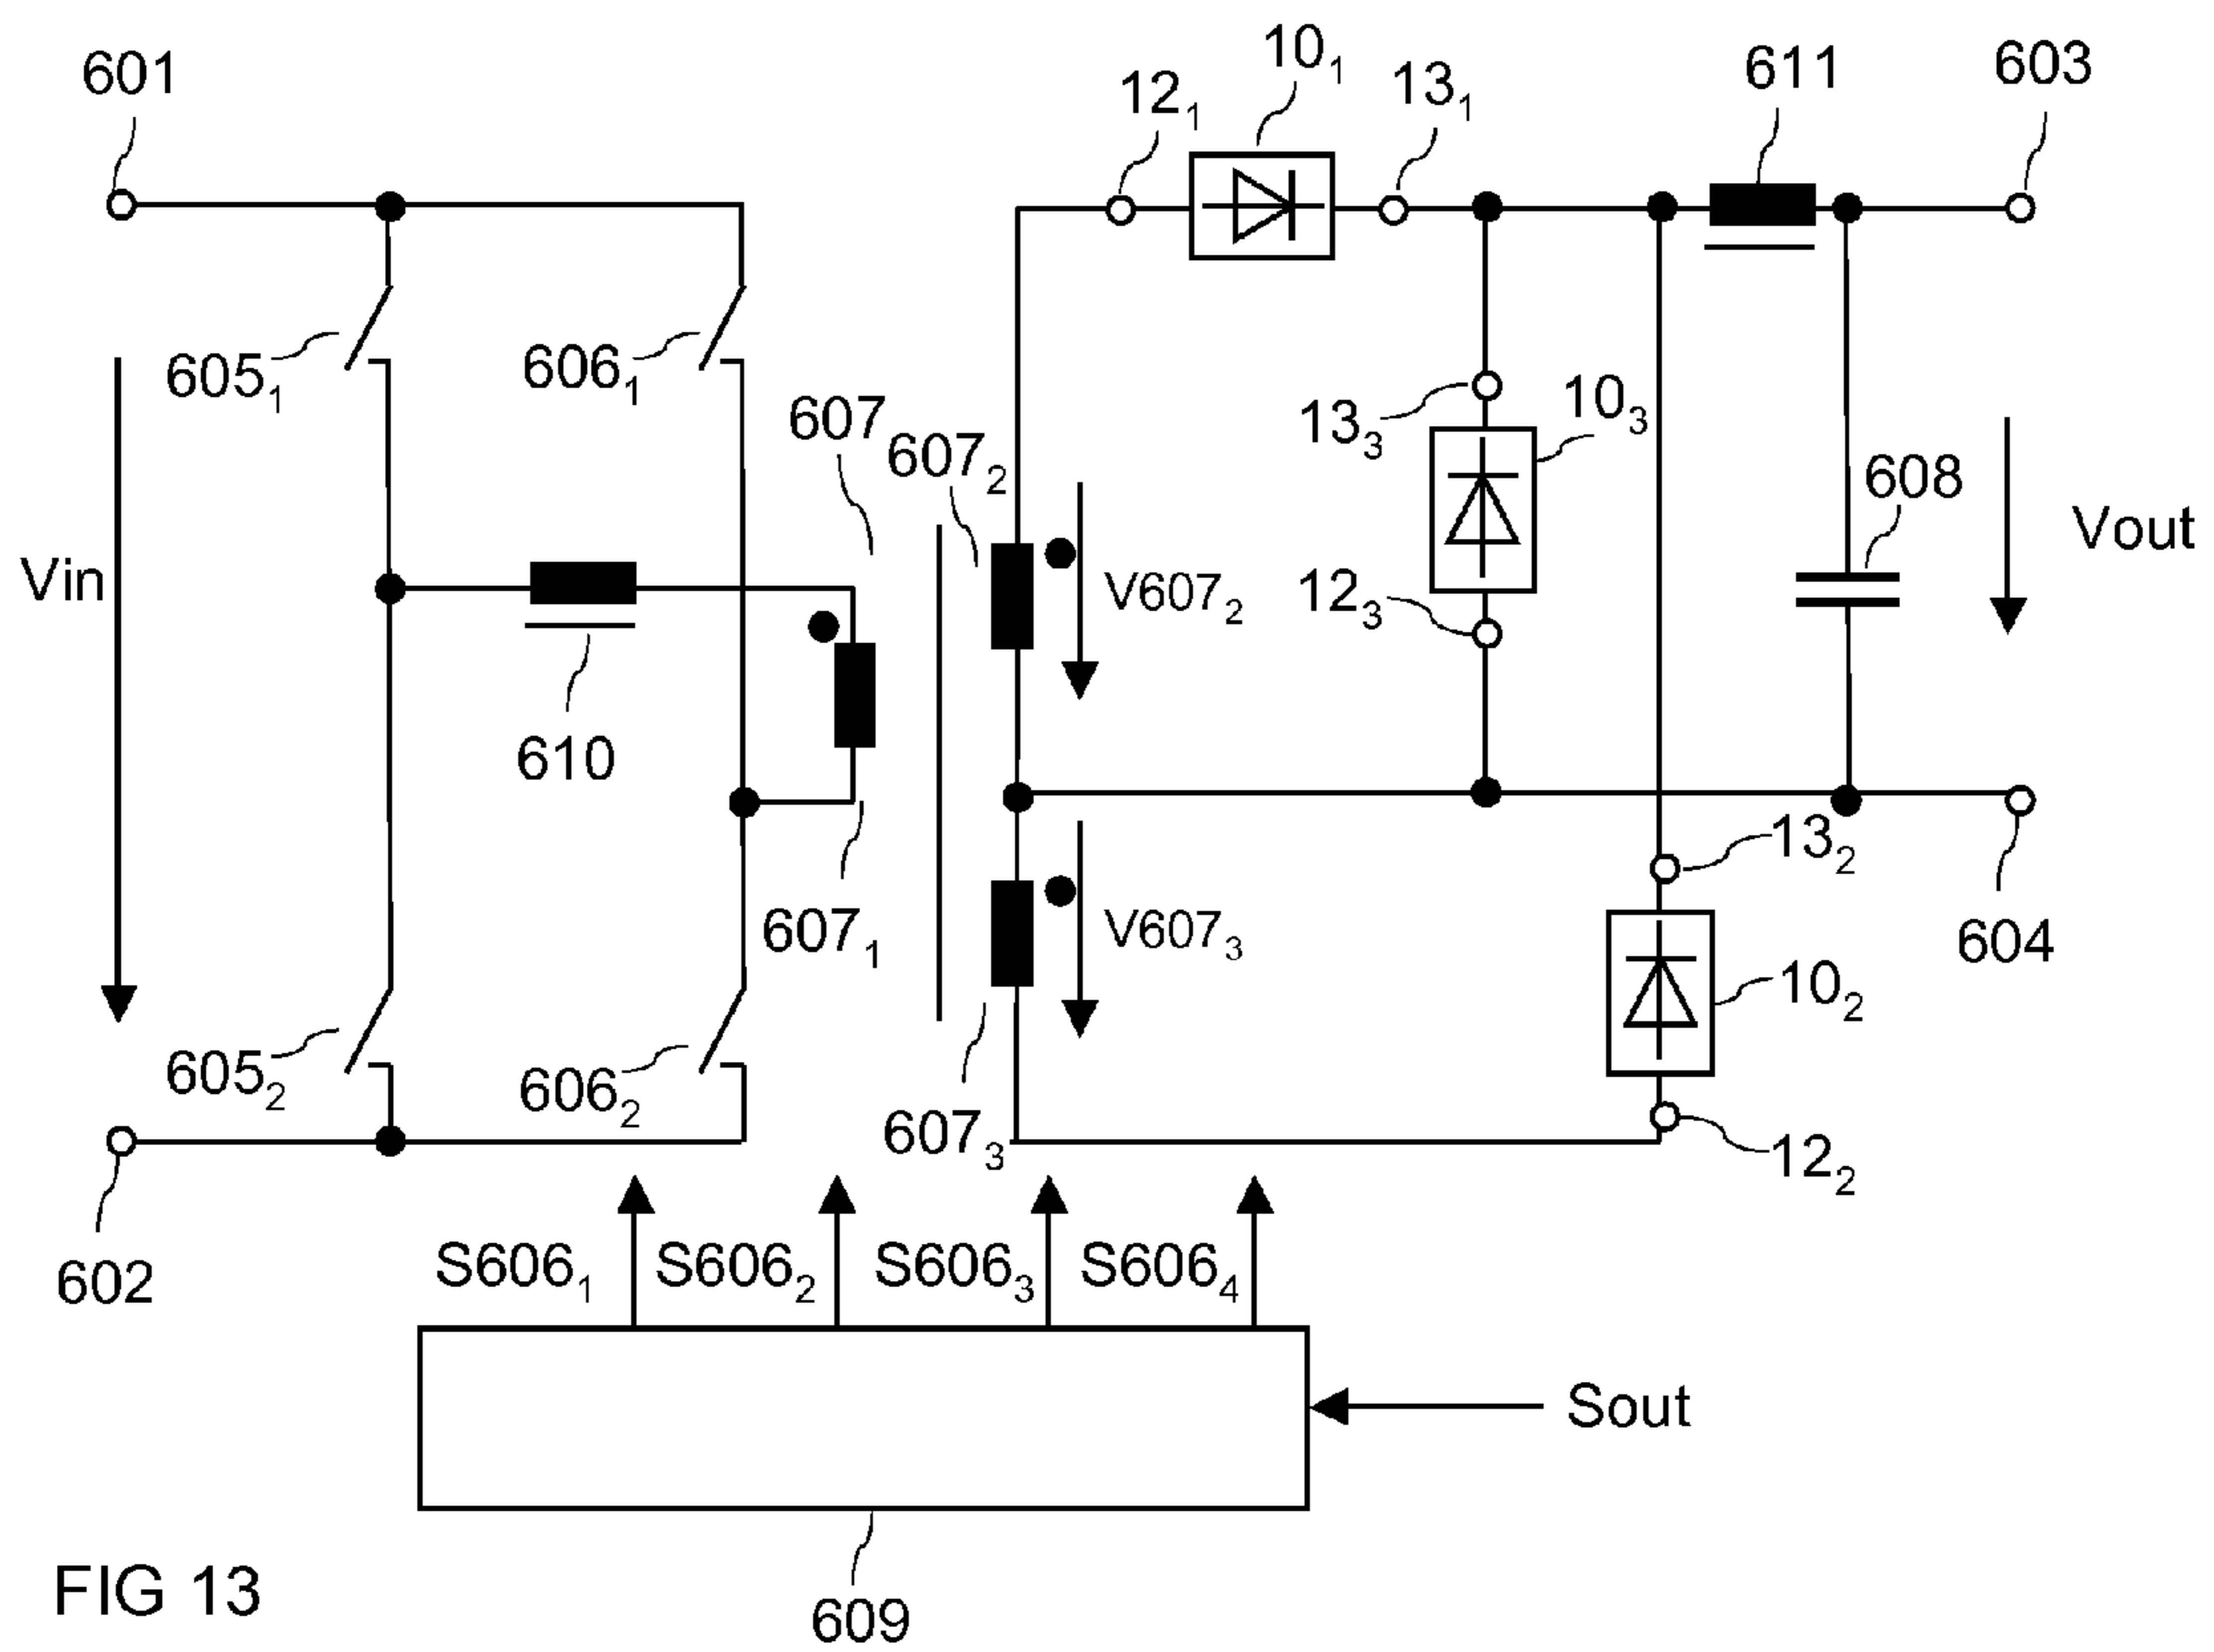 601
12₁
10₁
13₁
611
603
605₁
606₁
607
607₂
13₃
10₃
608
Vin
V607₂
12₃
Vout
610
607₁
V607₃
13₂
604
10₂
605₂
606₂
607₃
12₂
602
S606₁
S606₂
S606₃
S606₄
Sout
FIG 13
609